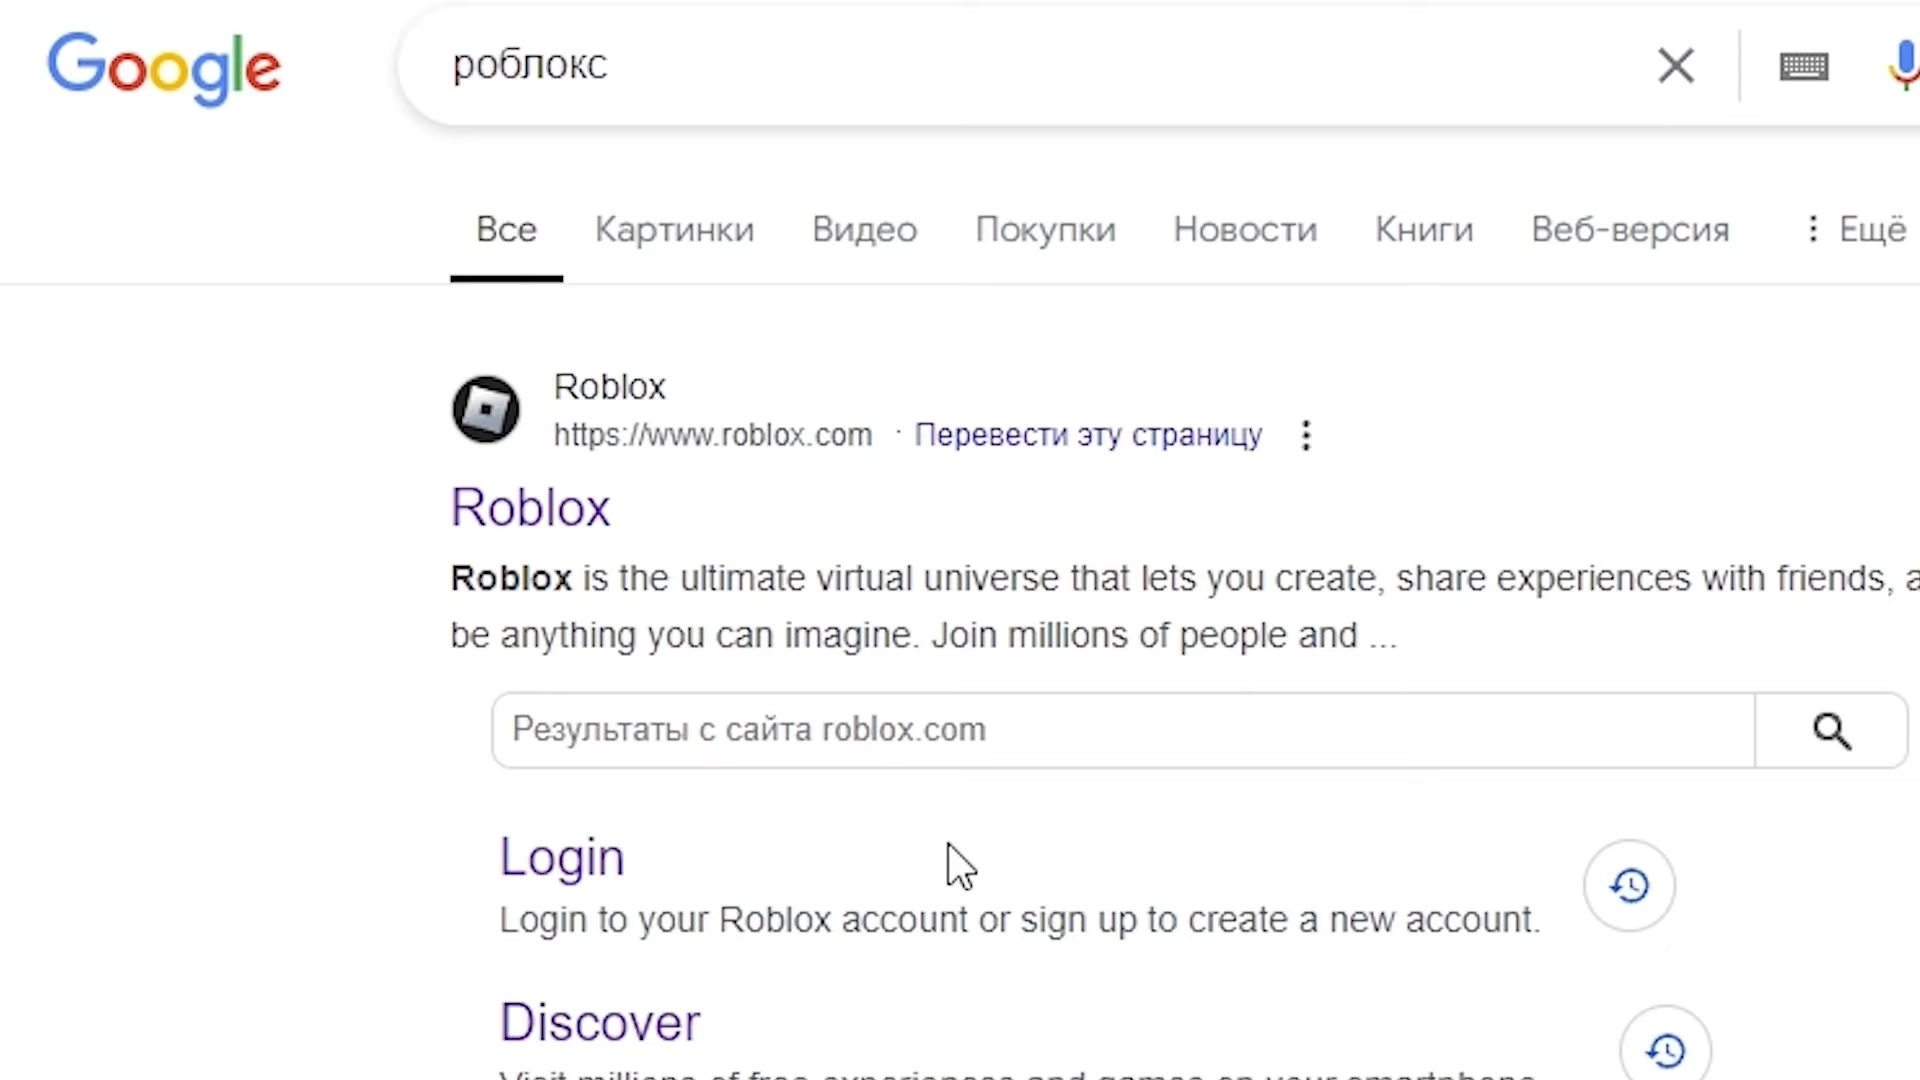 Google
роблокс
Все Картинки Видео Покупки Новости Книги Веб-версия Ещё
Roblox
https://www.roblox.com · Перевести эту страницу
Roblox
Roblox is the ultimate virtual universe that lets you create, share experiences with friends,
be anything you can imagine. Join millions of people and ...
Результаты с сайта roblox.com
Login
Login to your Roblox account or sign up to create a new account.
Discover